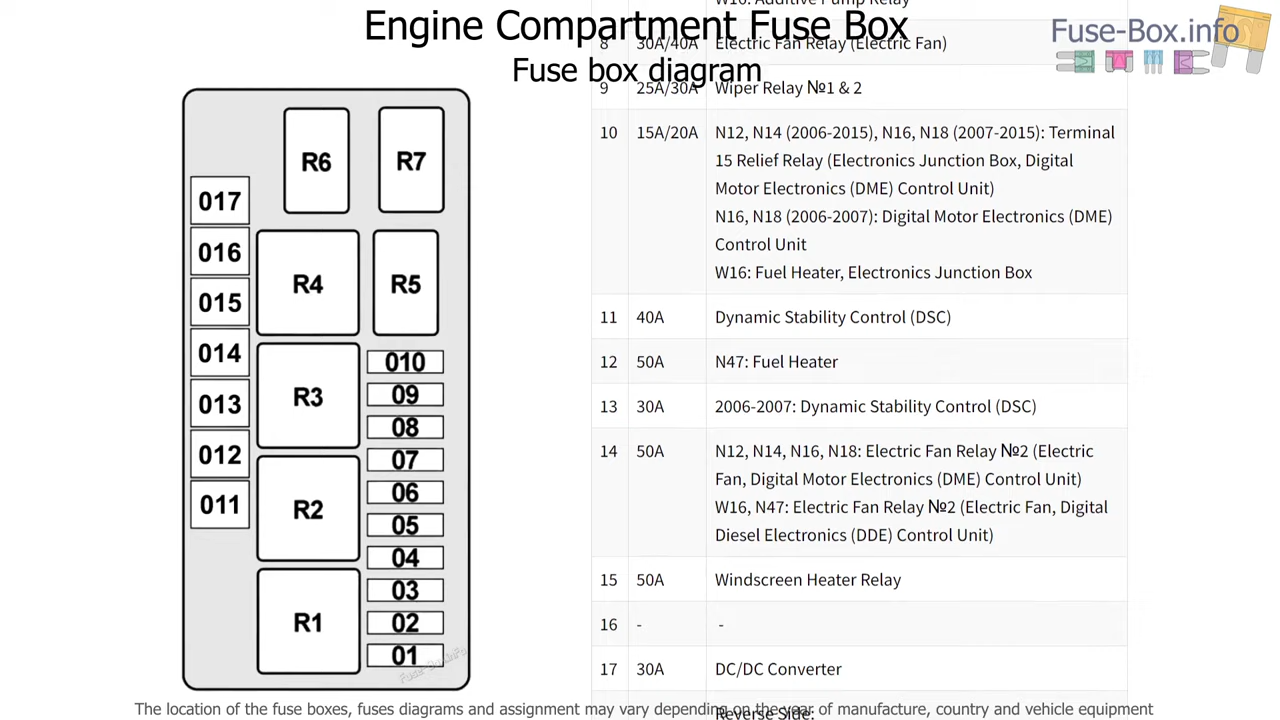 W16: Additive Pump Relay
Engine Compartment Fuse Box
Fuse box diagram
Fuse-Box.info
8 30A/40A Electric Fan Relay (Electric Fan)
9 25A/30A Wiper Relay №1 & 2
10 15A/20A N12, N14 (2006-2015), N16, N18 (2007-2015): Terminal
15 Relief Relay (Electronics Junction Box, Digital
Motor Electronics (DME) Control Unit)
N16, N18 (2006-2007): Digital Motor Electronics (DME)
Control Unit
W16: Fuel Heater, Electronics Junction Box
11 40A Dynamic Stability Control (DSC)
12 50A N47: Fuel Heater
13 30A 2006-2007: Dynamic Stability Control (DSC)
14 50A N12, N14, N16, N18: Electric Fan Relay №2 (Electric
Fan, Digital Motor Electronics (DME) Control Unit)
W16, N47: Electric Fan Relay №2 (Electric Fan, Digital
Diesel Electronics (DDE) Control Unit)
15 50A Windscreen Heater Relay
16 - -
17 30A DC/DC Converter
Reverse Side:
R6 R7
017
016
015
014
013
012
011
R4 R5
R3
R2
R1
010
09
08
07
06
05
04
03
02
01
Fuse-Box.info
The location of the fuse boxes, fuses diagrams and assignment may vary depending on the year of manufacture, country and vehicle equipment